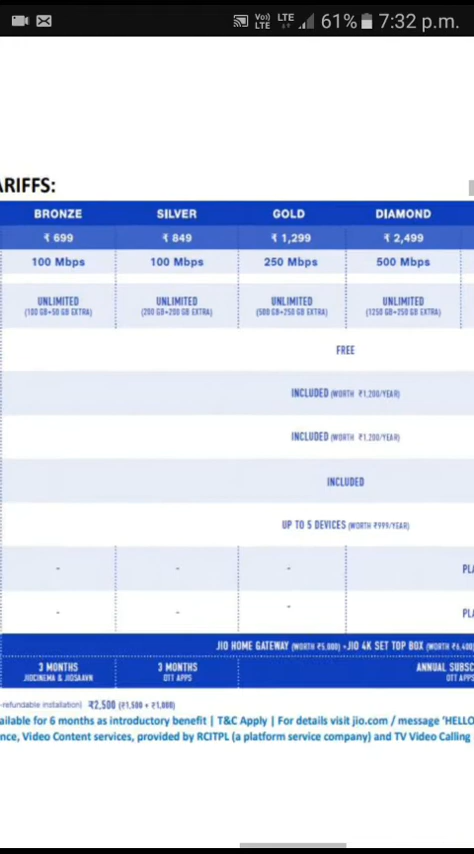 Vo) LTE LTE 61% 7:32 p.m.
ARIFFS:
BRONZE SILVER GOLD DIAMOND
₹ 699 ₹ 849 ₹ 1,299 ₹ 2,499
100 Mbps 100 Mbps 250 Mbps 500 Mbps
UNLIMITED UNLIMITED UNLIMITED UNLIMITED
(100 GB+50 GB EXTRA) (200 GB+200 GB EXTRA) (500 GB+250 GB EXTRA) (1250 GB+250 GB EXTRA)
FREE
INCLUDED (WORTH ₹1,200/YEAR)
INCLUDED (WORTH ₹1,200/YEAR)
INCLUDED
UP TO 5 DEVICES (WORTH ₹999/YEAR)
- - - PLA
- - - PLA
JIO HOME GATEWAY (WORTH ₹5,000) +JIO 4K SET TOP BOX (WORTH ₹6,400
3 MONTHS 3 MONTHS ANNUAL SUBSC
JIOCINEMA & JIOSAAVN OTT APPS OTT APPS
-refundable installation) ₹2,500 (₹1,500 + ₹1,000)
ailable for 6 months as introductory benefit | T&C Apply | For details visit jio.com / message 'HELLO
nce, Video Content services, provided by RCITPL (a platform service company) and TV Video Calling